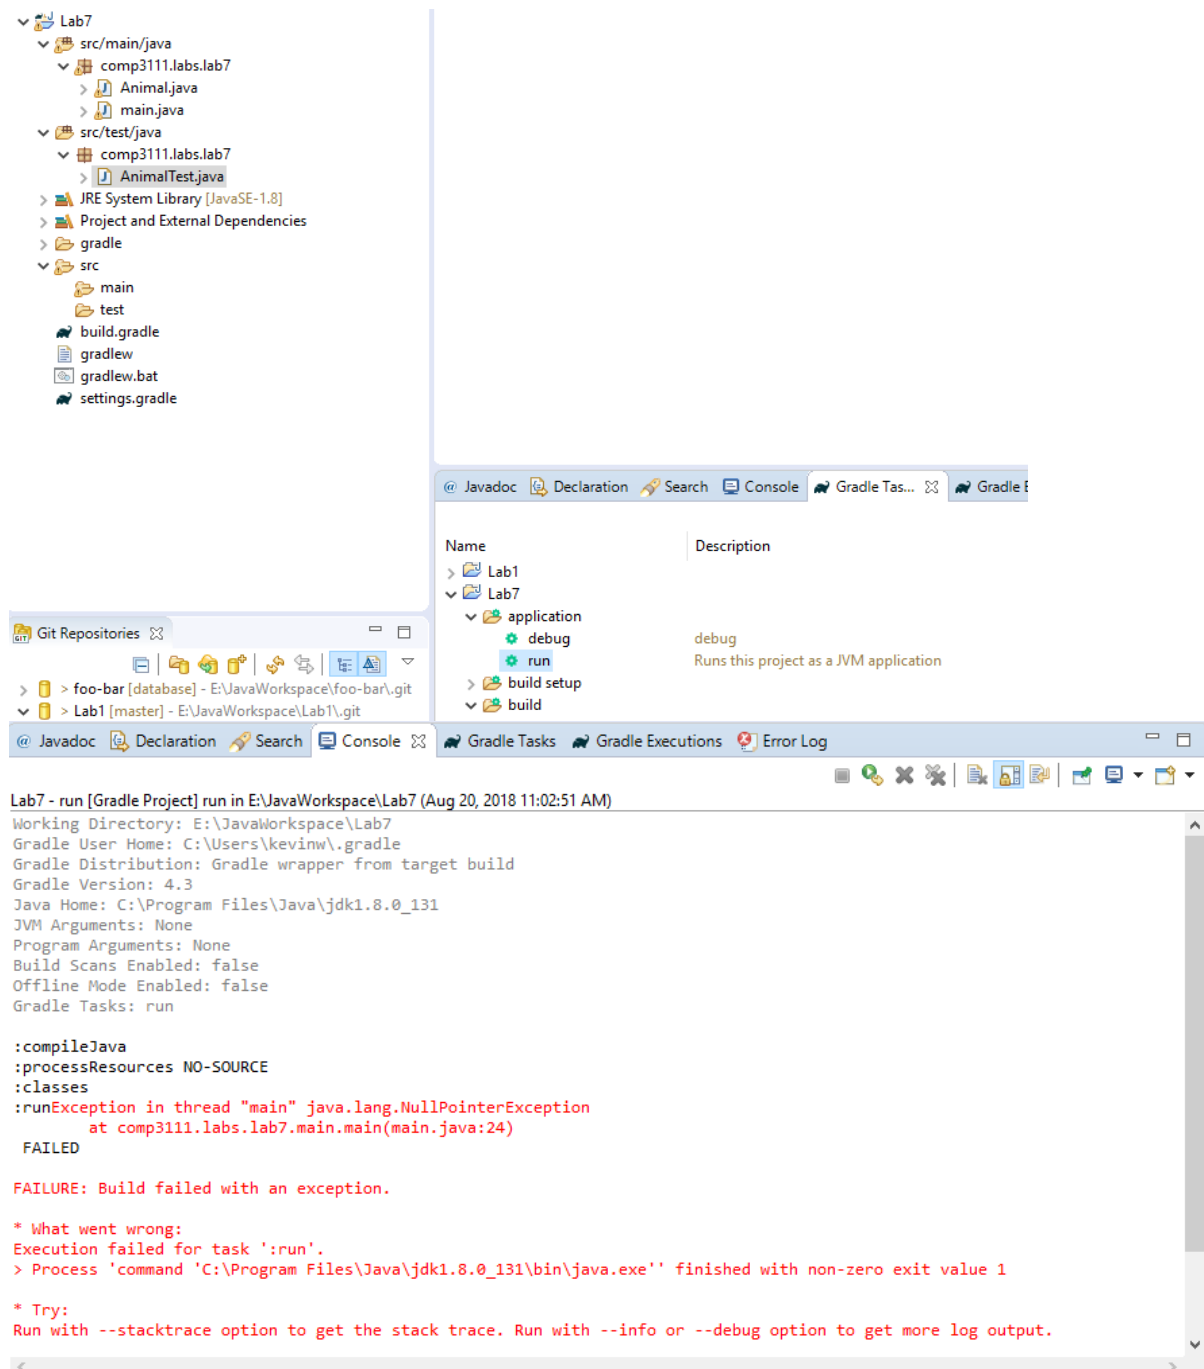 Lab7
src/main/java
comp3111.labs.lab7
Animal.java
main.java
src/test/java
comp3111.labs.lab7
AnimalTest.java
JRE System Library [JavaSE-1.8]
Project and External Dependencies
gradle
src
main
test
build.gradle
gradlew
gradlew.bat
settings.gradle
@ Javadoc Declaration Search Console Gradle Tas... Gradle E
Name Description
Lab1
Lab7
application
debug debug
run Runs this project as a JVM application
build setup
build
Git Repositories
> foo-bar [database] - E:\JavaWorkspace\foo-bar\.git
> Lab1 [master] - E:\JavaWorkspace\Lab1\.git
@ Javadoc Declaration Search Console Gradle Tasks Gradle Executions Error Log
Lab7 - run [Gradle Project] run in E:\JavaWorkspace\Lab7 (Aug 20, 2018 11:02:51 AM)
Working Directory: E:\JavaWorkspace\Lab7
Gradle User Home: C:\Users\kevinw\.gradle
Gradle Distribution: Gradle wrapper from target build
Gradle Version: 4.3
Java Home: C:\Program Files\Java\jdk1.8.0_131
JVM Arguments: None
Program Arguments: None
Build Scans Enabled: false
Offline Mode Enabled: false
Gradle Tasks: run
:compileJava
:processResources NO-SOURCE
:classes
:runException in thread "main" java.lang.NullPointerException
at comp3111.labs.lab7.main.main(main.java:24)
FAILED
FAILURE: Build failed with an exception.
* What went wrong:
Execution failed for task ':run'.
> Process 'command 'C:\Program Files\Java\jdk1.8.0_131\bin\java.exe'' finished with non-zero exit value 1
* Try:
Run with --stacktrace option to get the stack trace. Run with --info or --debug option to get more log output.